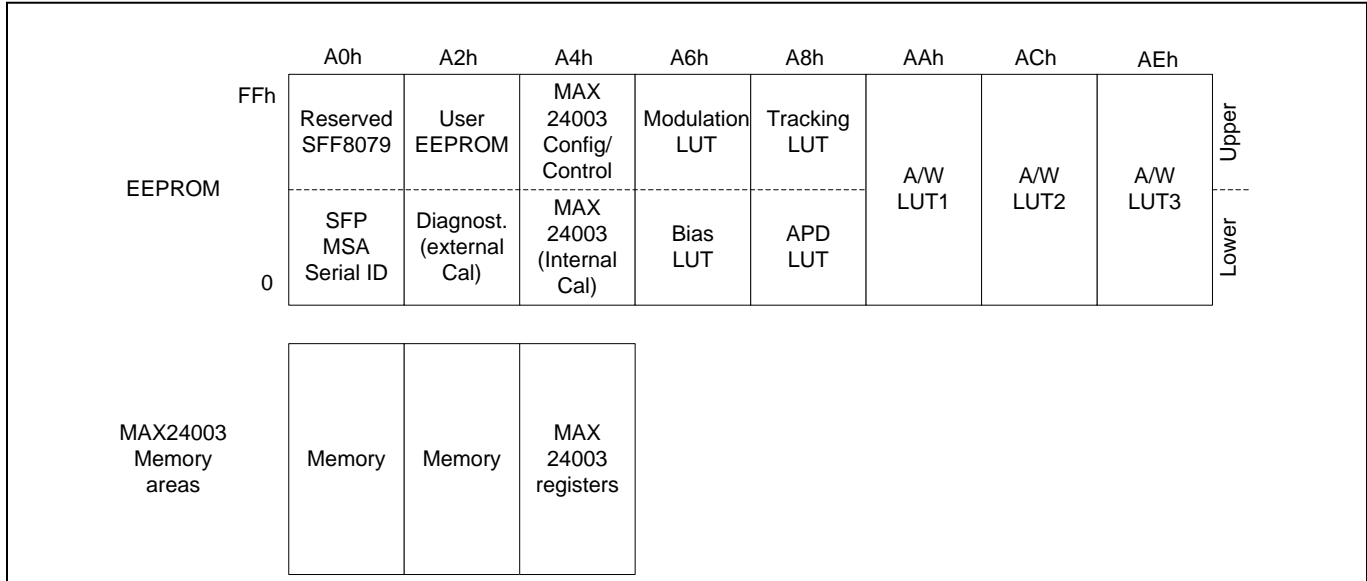 A0h A2h A4h A6h A8h AAh ACh AEh
FFh
Reserved
SFF8079
User
EEPROM
MAX
24003
Config/
Control
Modulation
LUT
Tracking
LUT
Upper
EEPROM
A/W
LUT1
A/W
LUT2
A/W
LUT3
SFP
MSA
Serial ID
Diagnost.
(external
Cal)
MAX
24003
(Internal
Cal)
Bias
LUT
APD
LUT
Lower
0
MAX24003
Memory
areas
Memory
Memory
MAX
24003
registers